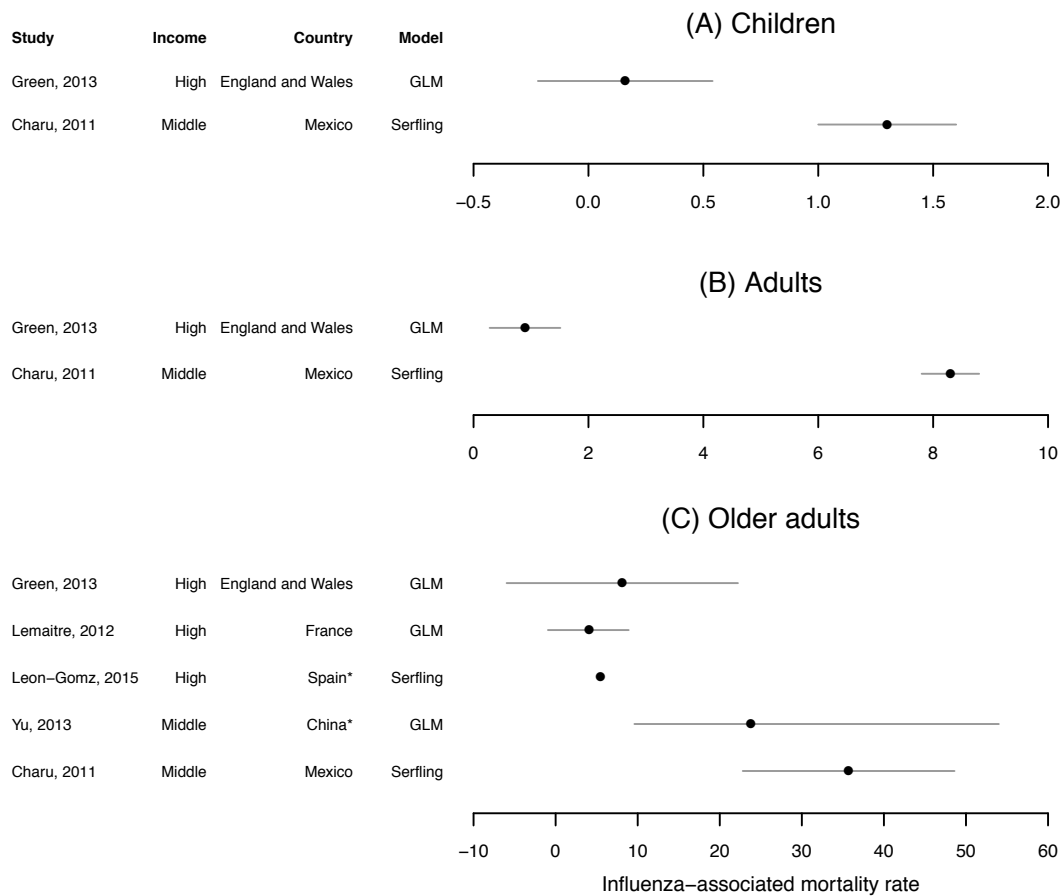 (A) Children
Study Income Country Model
Green, 2013 High England and Wales GLM
Charu, 2011 Middle Mexico Serfling
−0.5 0.0 0.5 1.0 1.5 2.0
(B) Adults
Green, 2013 High England and Wales GLM
Charu, 2011 Middle Mexico Serfling
0 2 4 6 8 10
(C) Older adults
Green, 2013 High England and Wales GLM
Lemaitre, 2012 High France GLM
Leon−Gomz, 2015 High Spain* Serfling
Yu, 2013 Middle China* GLM
Charu, 2011 Middle Mexico Serfling
−10 0 10 20 30 40 50 60
Influenza−associated mortality rate